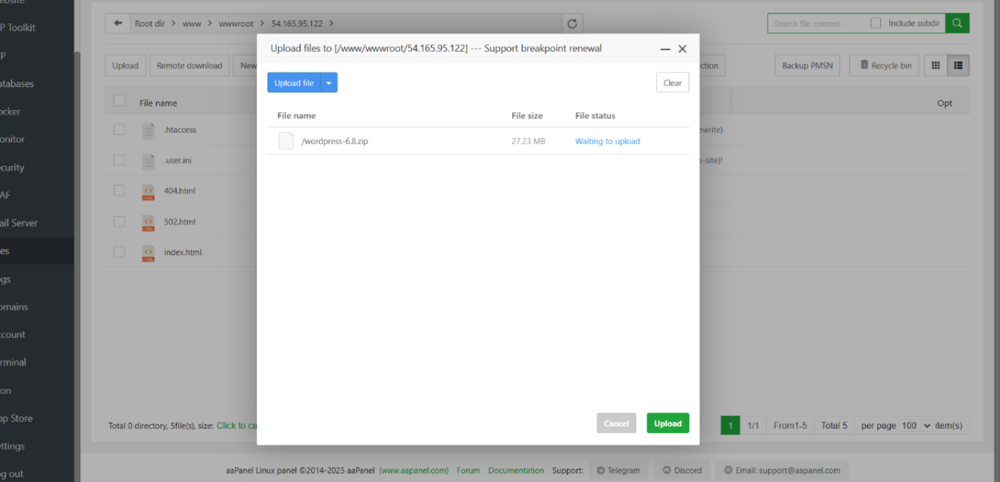 Root dir > www > wwwroot > 54.165.95.122 >
Search file content Include subdir
Upload Remote download New
Backup PMSN Recycle bin
File name Opt
.htaccess
.user.ini
404.html
502.html
index.html
Total 0 directory, 5file(s), size: Click to ca
1 1/1 From1-5 Total 5 per page 100 item(s)
Upload files to [/www/wwwroot/54.165.95.122] --- Support breakpoint renewal
Upload file Clear
File name File size File status
/wordpress-6.8.zip 27.23 MB Waiting to upload
Cancel Upload
P Toolkit
atabases
ocker
onitor
ecurity
AF
ail Server
es
gs
omains
ccount
rminal
on
pp Store
ettings
g out
aaPanel Linux panel ©2014-2025 aaPanel (www.aapanel.com) Forum Documentation Support: Telegram Discord Email: support@aapanel.com